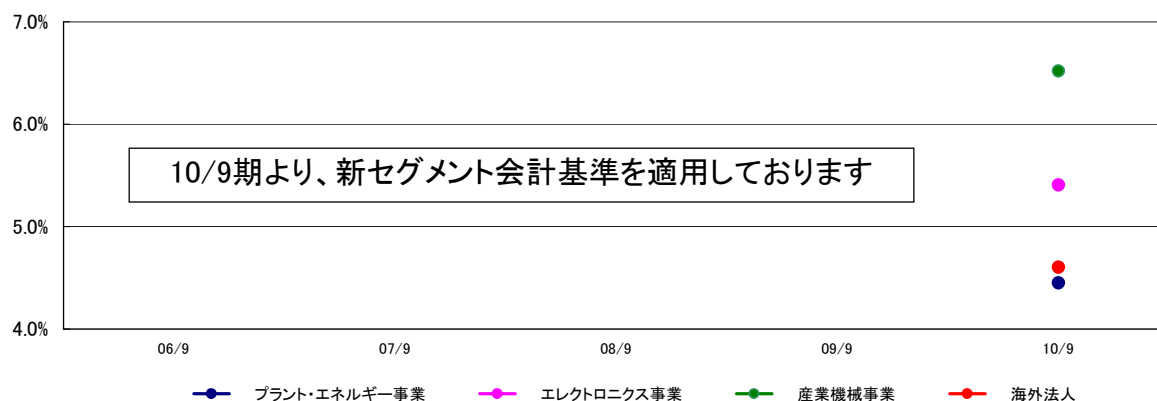 7.0%
6.0%
10/9期より、新セグメント会計基準を適用しております
5.0%
4.0%
06/9 07/9 08/9 09/9 10/9
プラント・エネルギー事業 エレクトロニクス事業 産業機械事業 海外法人